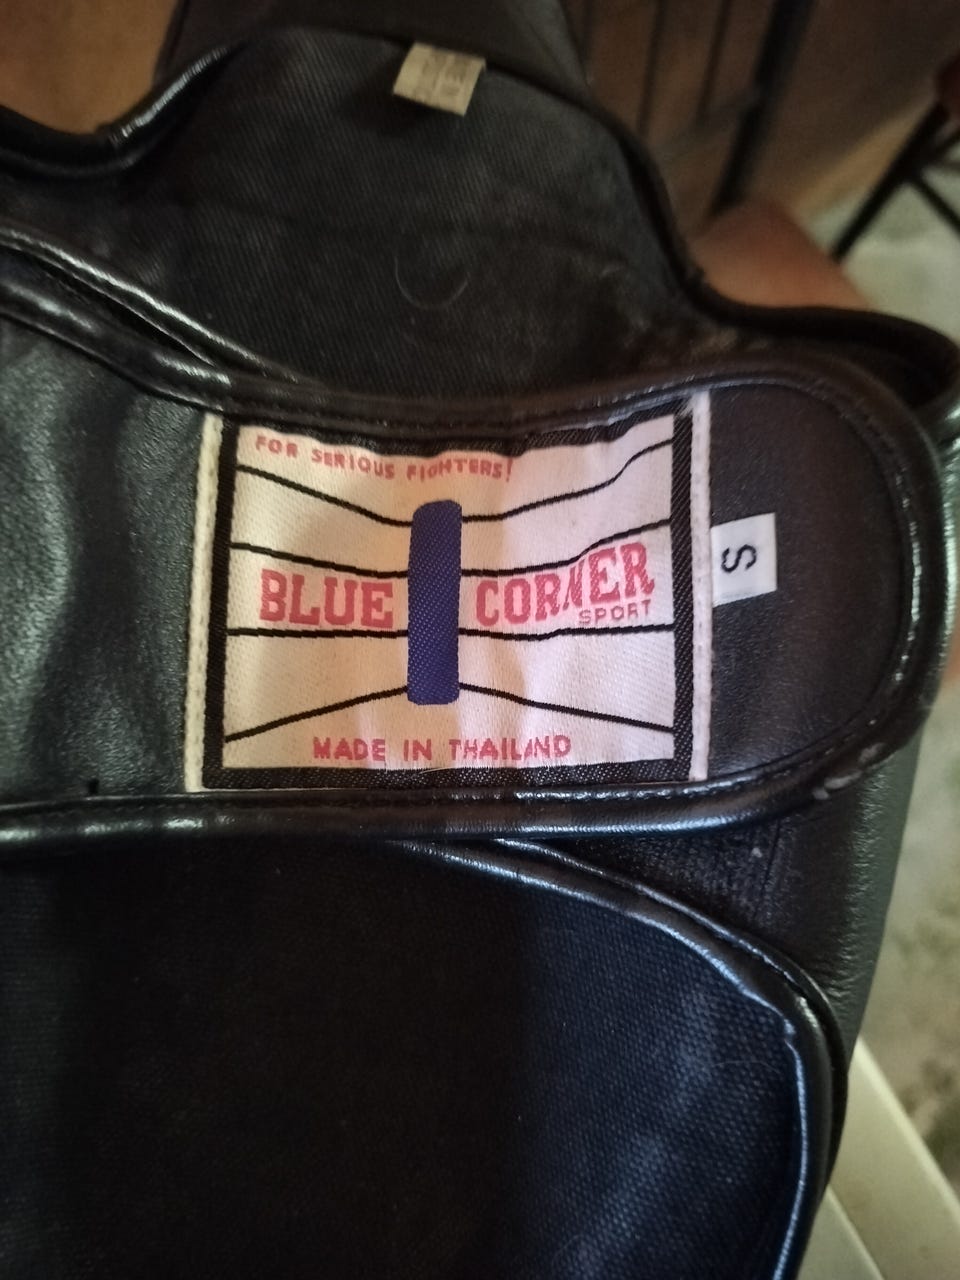 FOR SERIOUS FIGHTERS!
BLUE CORNER
SPORT
MADE IN THAILAND
S